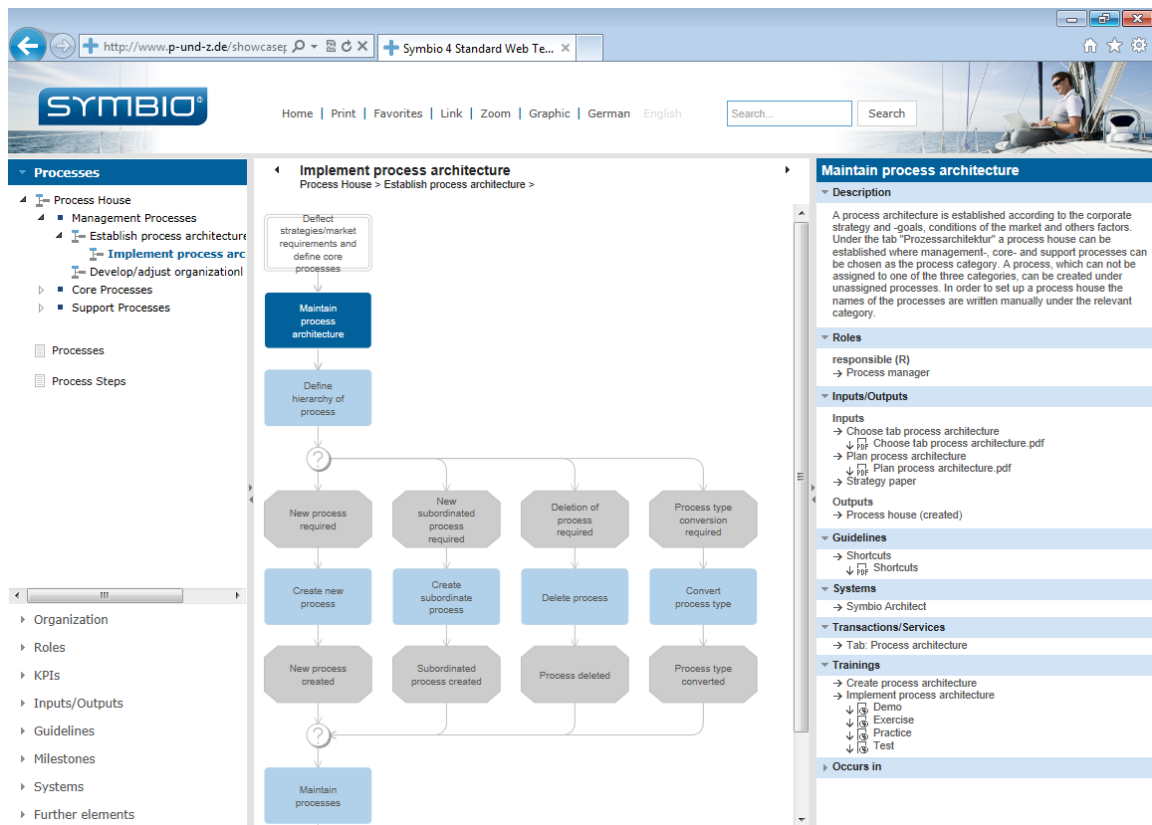 http://www.p-und-z.de/showcase
Symbio 4 Standard Web Te...
SYMBIO®
Home | Print | Favorites | Link | Zoom | Graphic | German English
Search...
Search
Processes
Process House
Management Processes
Establish process architecture
Implement process arc
Develop/adjust organizationl
Core Processes
Support Processes
Processes
Process Steps
Organization
Roles
KPIs
Inputs/Outputs
Guidelines
Milestones
Systems
Further elements
Implement process architecture
Process House > Establish process architecture >
Deflect
strategies/market
requirements and
define core
processes
Maintain
process
architecture
Define
hierarchy of
process
?
New process
required
New
subordinated
process
required
Deletion of
process
required
Process type
conversion
required
Create new
process
Create
subordinate
process
Delete process
Convert
process type
New process
created
Subordinated
process created
Process deleted
Process type
converted
?
Maintain
processes
Maintain process architecture
Description
A process architecture is established according to the corporate
strategy and -goals, conditions of the market and others factors.
Under the tab "Prozessarchitektur" a process house can be
established where management-, core- and support processes can
be chosen as the process category. A process, which can not be
assigned to one of the three categories, can be created under
unassigned processes. In order to set up a process house the
names of the processes are written manually under the relevant
category.
Roles
responsible (R)
→ Process manager
Inputs/Outputs
Inputs
→ Choose tab process architecture
↓ PDF Choose tab process architecture.pdf
→ Plan process architecture
↓ PDF Plan process architecture.pdf
→ Strategy paper
Outputs
→ Process house (created)
Guidelines
→ Shortcuts
↓ PDF Shortcuts
Systems
→ Symbio Architect
Transactions/Services
→ Tab: Process architecture
Trainings
→ Create process architecture
→ Implement process architecture
↓ Demo
↓ Exercise
↓ Practice
↓ Test
Occurs in